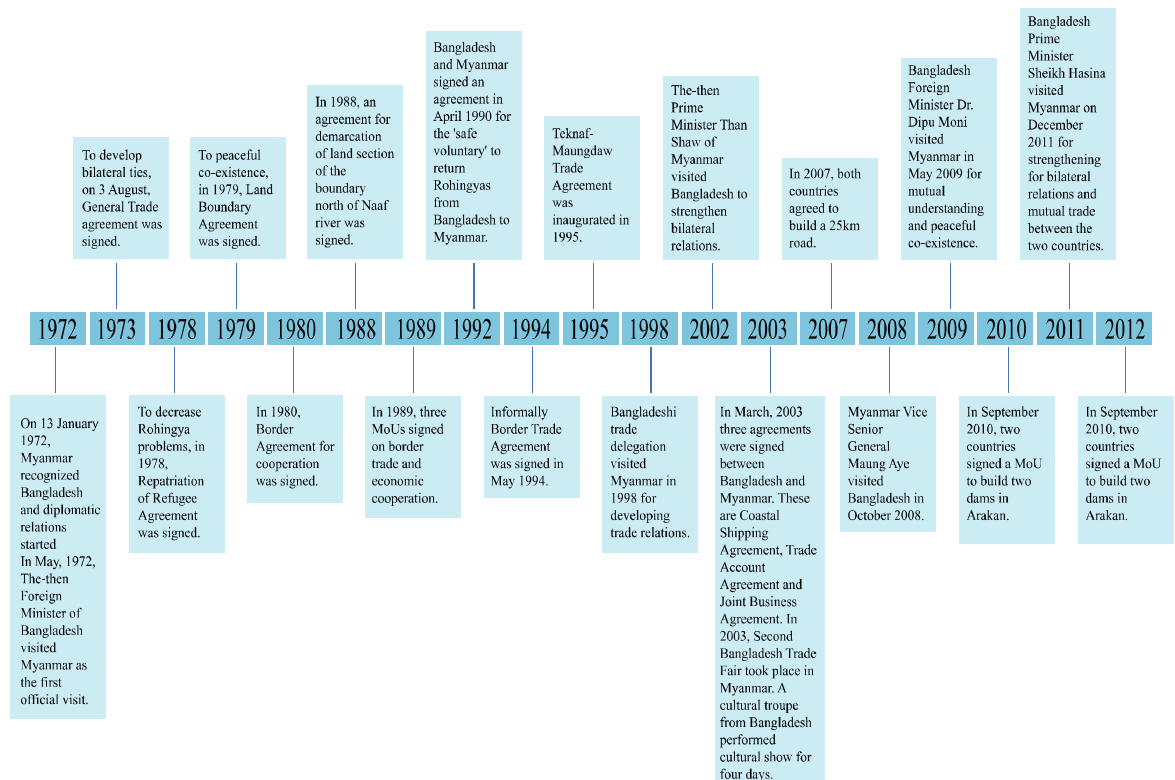 To develop
bilateral ties,
on 3 August,
General Trade
agreement was
signed.
To peaceful
co-existence,
in 1979, Land
Boundary
Agreement
was signed.
In 1988, an
agreement for
demarcation
of land section
of the
boundary
north of Naaf
river was
signed.
Bangladesh
and Myanmar
signed an
agreement in
April 1990 for
the 'safe
voluntary' to
return
Rohingyas
from
Bangladesh to
Myanmar.
Teknaf-
Maungdaw
Trade
Agreement
was
inaugurated in
1995.
The-then
Prime
Minister Than
Shaw of
Myanmar
visited
Bangladesh to
strengthen
bilateral
relations.
In 2007, both
countries
agreed to
build a 25km
road.
Bangladesh
Foreign
Minister Dr.
Dipu Moni
visited
Myanmar in
May 2009 for
mutual
understanding
and peaceful
co-existence.
Bangladesh
Prime
Minister
Sheikh Hasina
visited
Myanmar on
December
2011 for
strengthening
for bilateral
relations and
mutual trade
between the
two countries.
1972 1973 1978 1979 1980 1988 1989 1992 1994 1995 1998 2002 2003 2007 2008 2009 2010 2011 2012
On 13 January
1972,
Myanmar
recognized
Bangladesh
and diplomatic
relations
started
In May, 1972,
The-then
Foreign
Minister of
Bangladesh
visited
Myanmar as
the first
official visit.
To decrease
Rohingya
problems, in
1978,
Repatriation
of Refugee
Agreement
was signed.
In 1980,
Border
Agreement for
cooperation
was signed.
In 1989, three
MoUs signed
on border
trade and
economic
cooperation.
Informally
Border Trade
Agreement
was signed in
May 1994.
Bangladeshi
trade
delegation
visited
Myanmar in
1998 for
developing
trade relations.
In March, 2003
three agreements
were signed
between
Bangladesh and
Myanmar. These
are Coastal
Shipping
Agreement, Trade
Account
Agreement and
Joint Business
Agreement. In
2003, Second
Bangladesh Trade
Fair took place in
Myanmar. A
cultural troupe
from Bangladesh
performed
cultural show for
four days.
Myanmar Vice
Senior
General
Maung Aye
visited
Bangladesh in
October 2008.
In September
2010, two
countries
signed a MoU
to build two
dams in
Arakan.
In September
2010, two
countries
signed a MoU
to build two
dams in
Arakan.